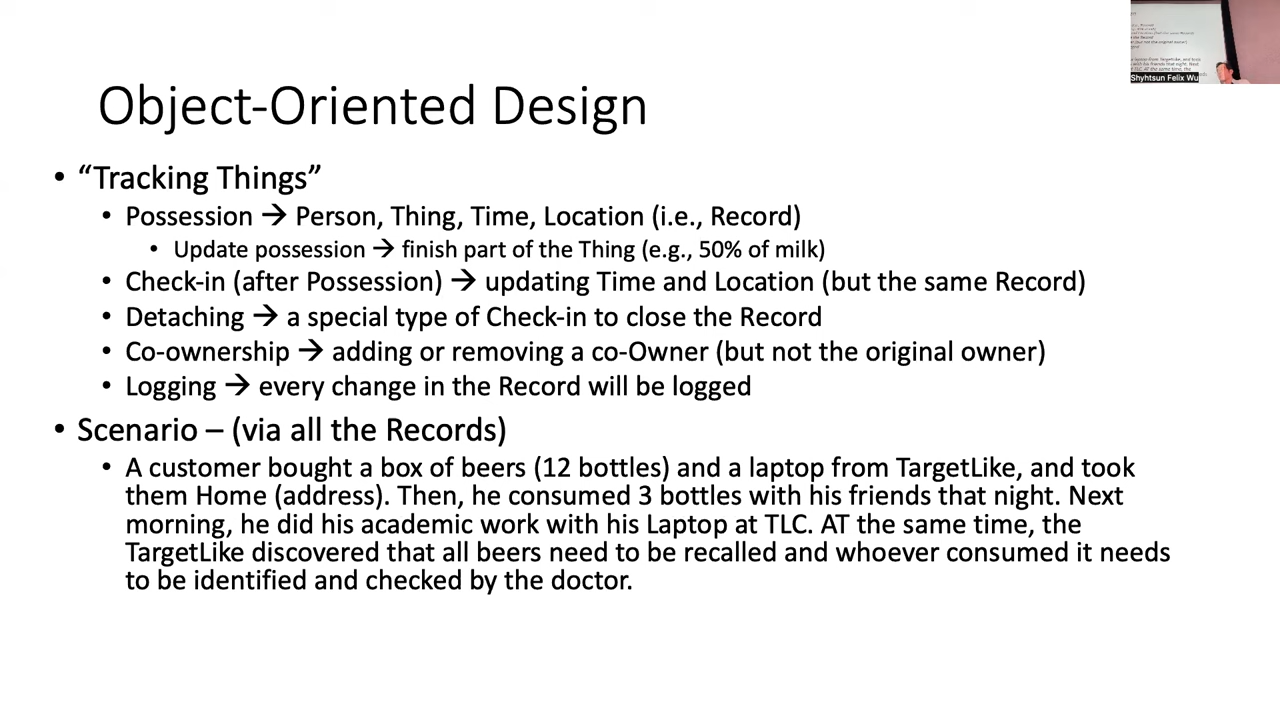 Object-Oriented Design
• “Tracking Things”
• Possession → Person, Thing, Time, Location (i.e., Record)
• Update possession → finish part of the Thing (e.g., 50% of milk)
• Check-in (after Possession) → updating Time and Location (but the same Record)
• Detaching → a special type of Check-in to close the Record
• Co-ownership → adding or removing a co-Owner (but not the original owner)
• Logging → every change in the Record will be logged
• Scenario – (via all the Records)
• A customer bought a box of beers (12 bottles) and a laptop from TargetLike, and took
them Home (address). Then, he consumed 3 bottles with his friends that night. Next
morning, he did his academic work with his Laptop at TLC. AT the same time, the
TargetLike discovered that all beers need to be recalled and whoever consumed it needs
to be identified and checked by the doctor.
Shyhtsun Felix Wu